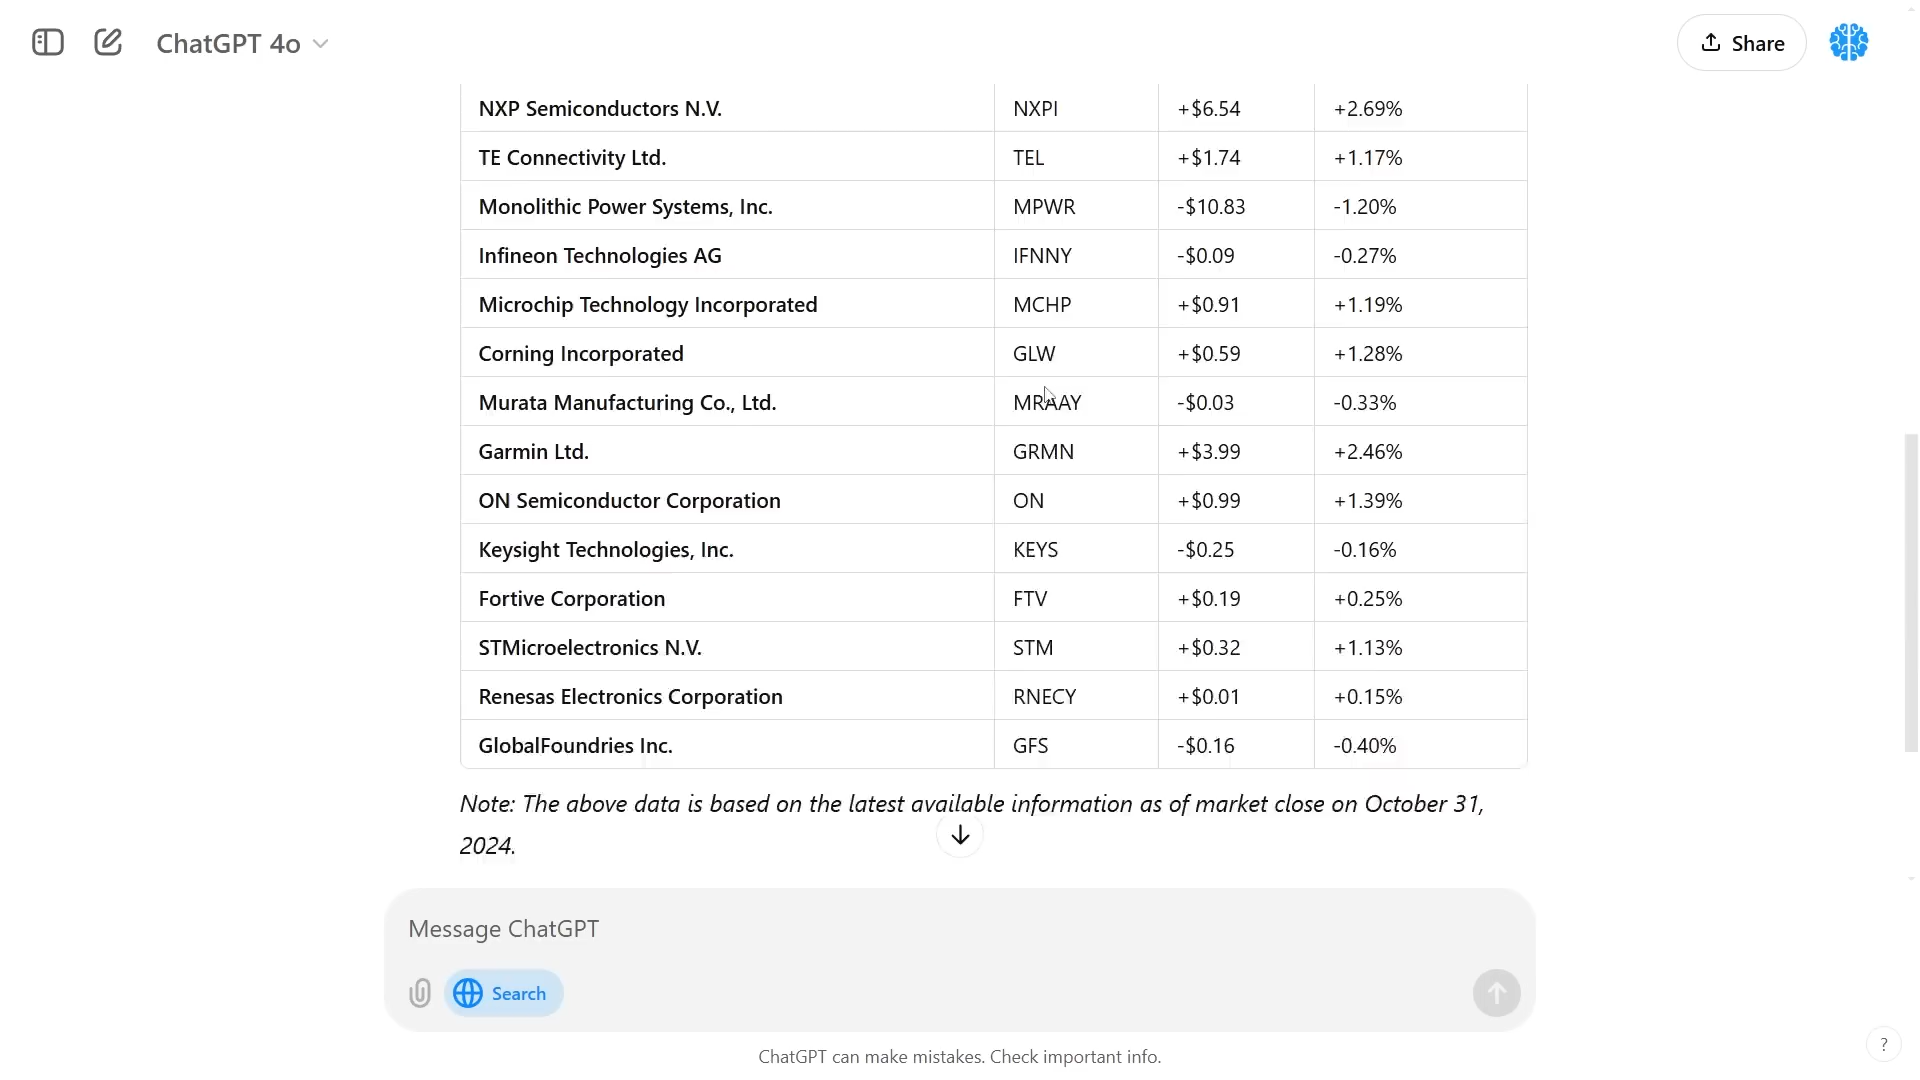 ChatGPT 4o
Share
NXP Semiconductors N.V. NXPI +$6.54 +2.69%
TE Connectivity Ltd. TEL +$1.74 +1.17%
Monolithic Power Systems, Inc. MPWR -$10.83 -1.20%
Infineon Technologies AG IFNNY -$0.09 -0.27%
Microchip Technology Incorporated MCHP +$0.91 +1.19%
Corning Incorporated GLW +$0.59 +1.28%
Murata Manufacturing Co., Ltd. MRAAY -$0.03 -0.33%
Garmin Ltd. GRMN +$3.99 +2.46%
ON Semiconductor Corporation ON +$0.99 +1.39%
Keysight Technologies, Inc. KEYS -$0.25 -0.16%
Fortive Corporation FTV +$0.19 +0.25%
STMicroelectronics N.V. STM +$0.32 +1.13%
Renesas Electronics Corporation RNECY +$0.01 +0.15%
GlobalFoundries Inc. GFS -$0.16 -0.40%
Note: The above data is based on the latest available information as of market close on October 31,
2024.
Message ChatGPT
Search
ChatGPT can make mistakes. Check important info.
?